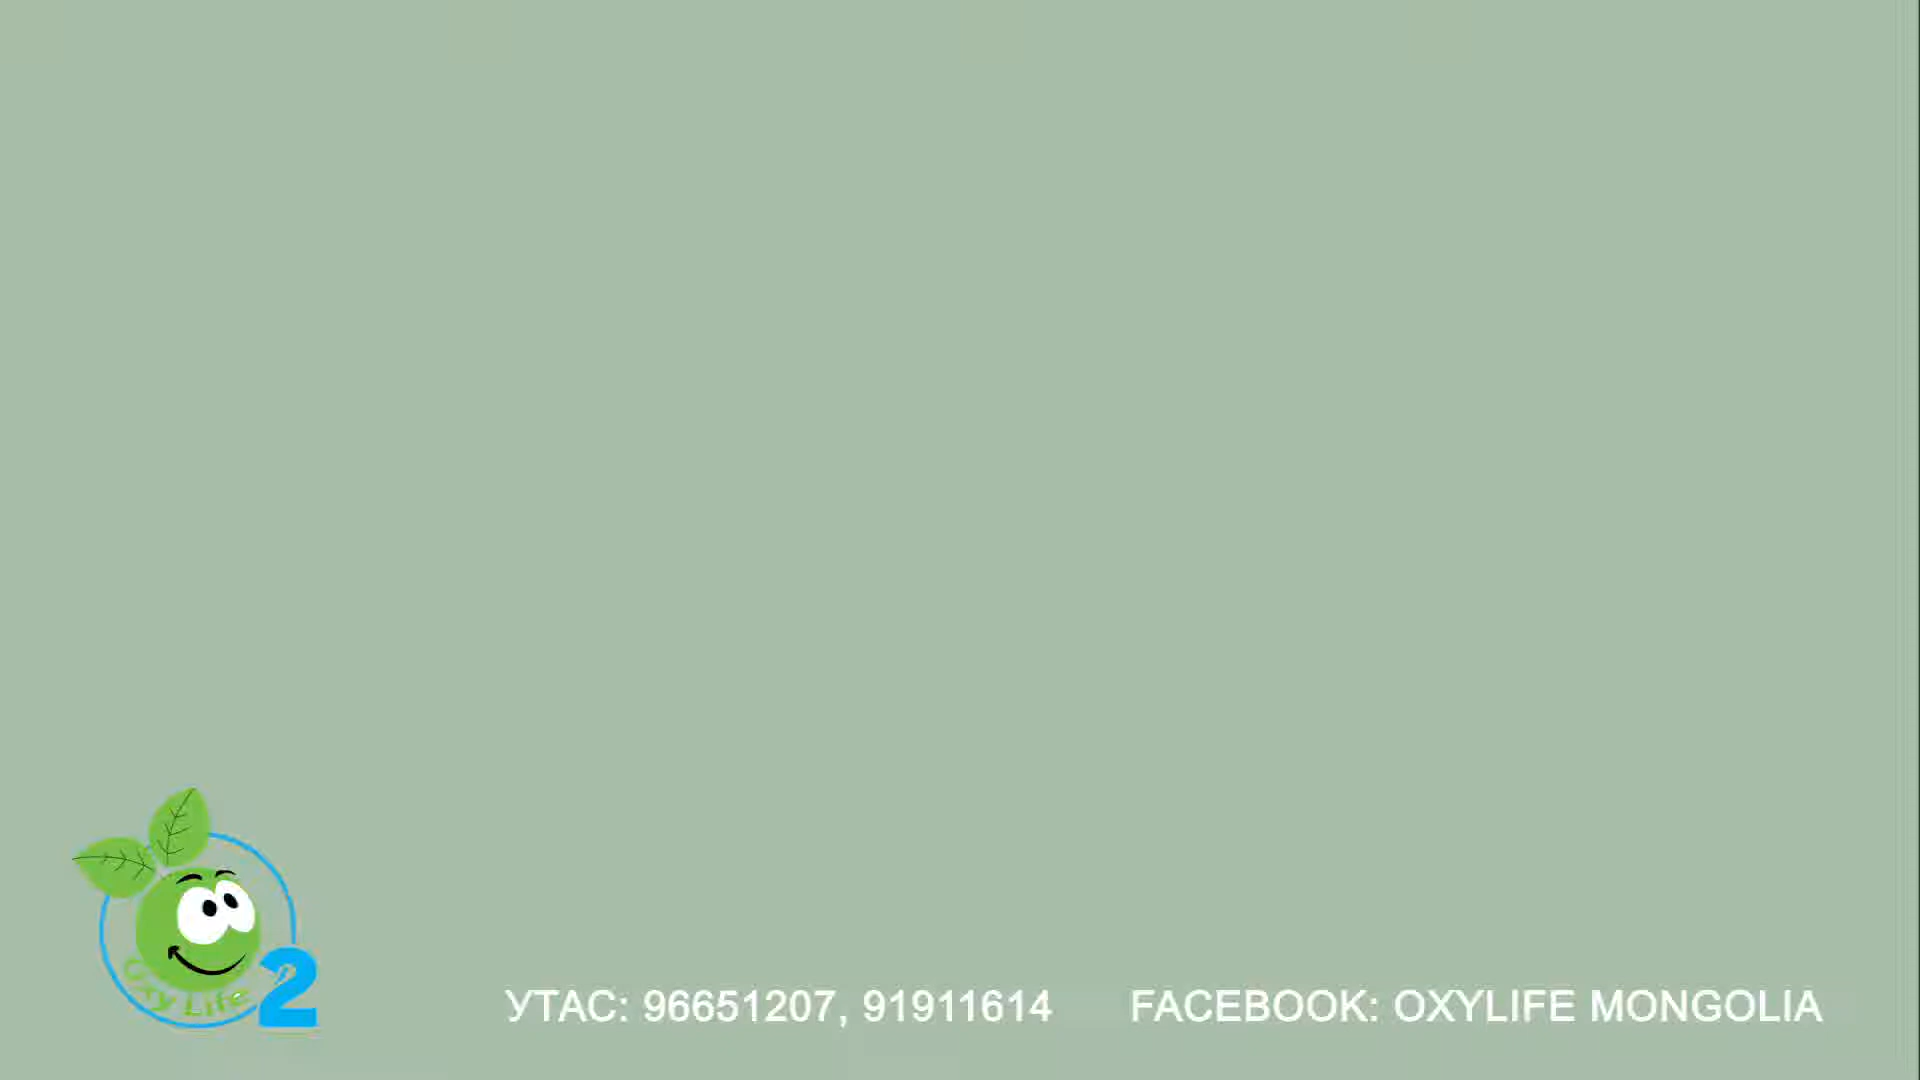 Oxy Life
2
УТАС: 96651207, 91911614 FACEBOOK: OXYLIFE MONGOLIA